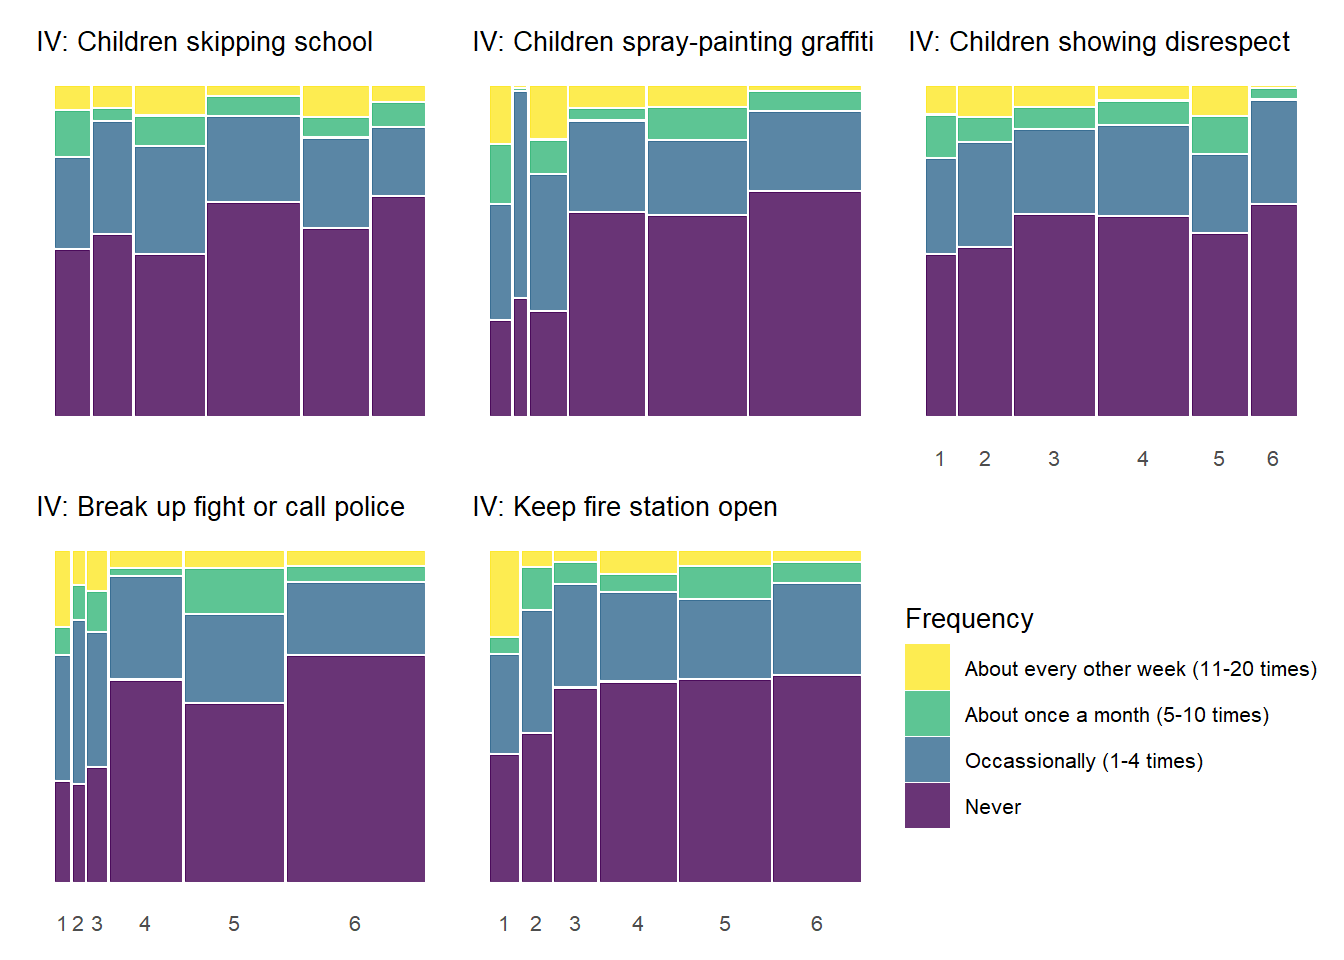 IV: Children skipping school
IV: Children spray-painting graffiti
IV: Children showing disrespect
1 2 3 4 5 6
IV: Break up fight or call police
IV: Keep fire station open
1 2 3 4 5 6
1 2 3 4 5 6
Frequency
About every other week (11-20 times)
About once a month (5-10 times)
Occassionally (1-4 times)
Never